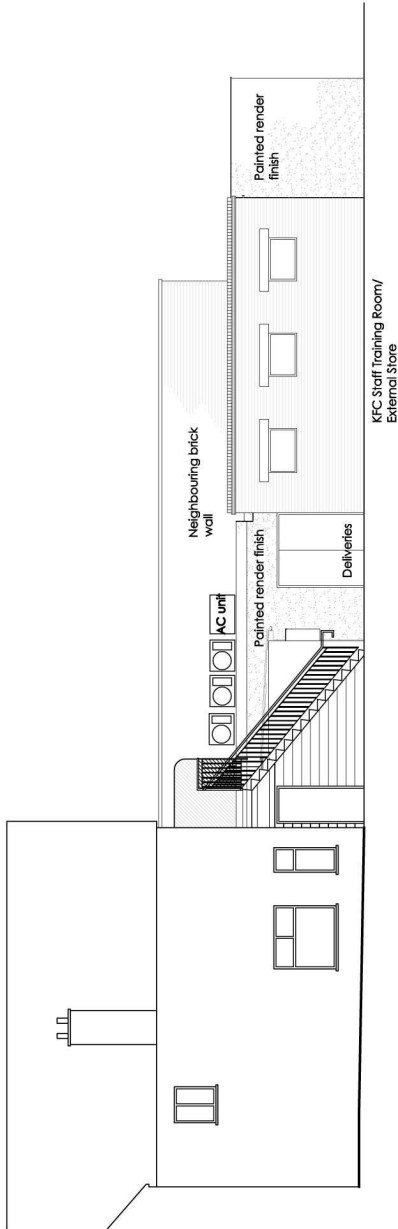 Neighbouring brick
wall
AC unit
Painted render finish
Deliveries
KFC Staff Training Room/
External Store
Painted render
finish